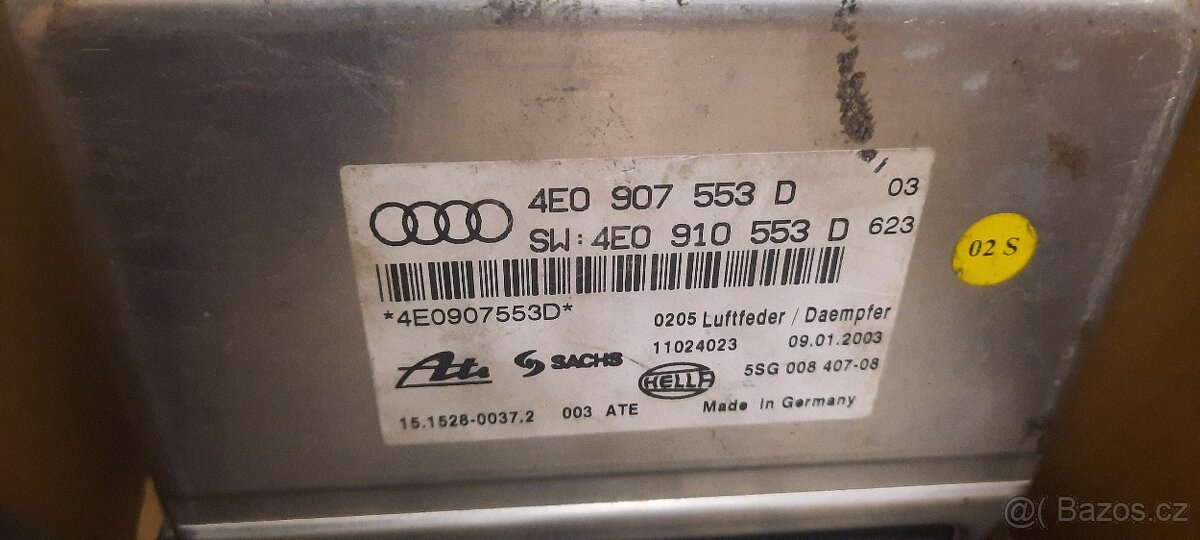 4E0 907 553 D 03
SW: 4E0 910 553 D 623
*4E0907553D*
0205 Luftfeder / Daempfer
11024023 09.01.2003
Ate SACHS HELLA 5SG 008 407-08
15.1528-0037.2 003 ATE Made in Germany
02 S
@( Bazos.cz